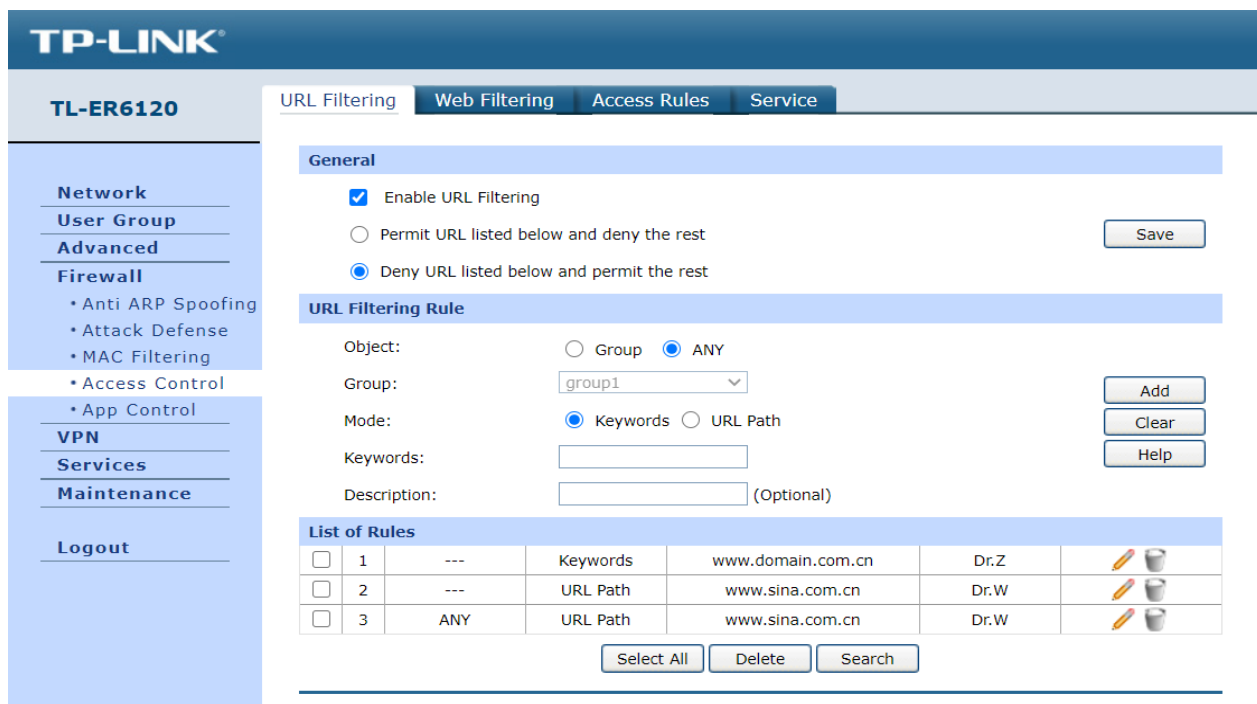 TP-LINK®
TL-ER6120
URL Filtering Web Filtering Access Rules Service
Network
User Group
Advanced
Firewall
• Anti ARP Spoofing
• Attack Defense
• MAC Filtering
• Access Control
• App Control
VPN
Services
Maintenance
Logout
General
Enable URL Filtering
Permit URL listed below and deny the rest
Save
Deny URL listed below and permit the rest
URL Filtering Rule
Object: Group ANY
Group: group1
Add
Mode: Keywords URL Path
Clear
Keywords:
Help
Description: (Optional)
List of Rules
1 --- Keywords www.domain.com.cn Dr.Z
2 --- URL Path www.sina.com.cn Dr.W
3 ANY URL Path www.sina.com.cn Dr.W
Select All Delete Search